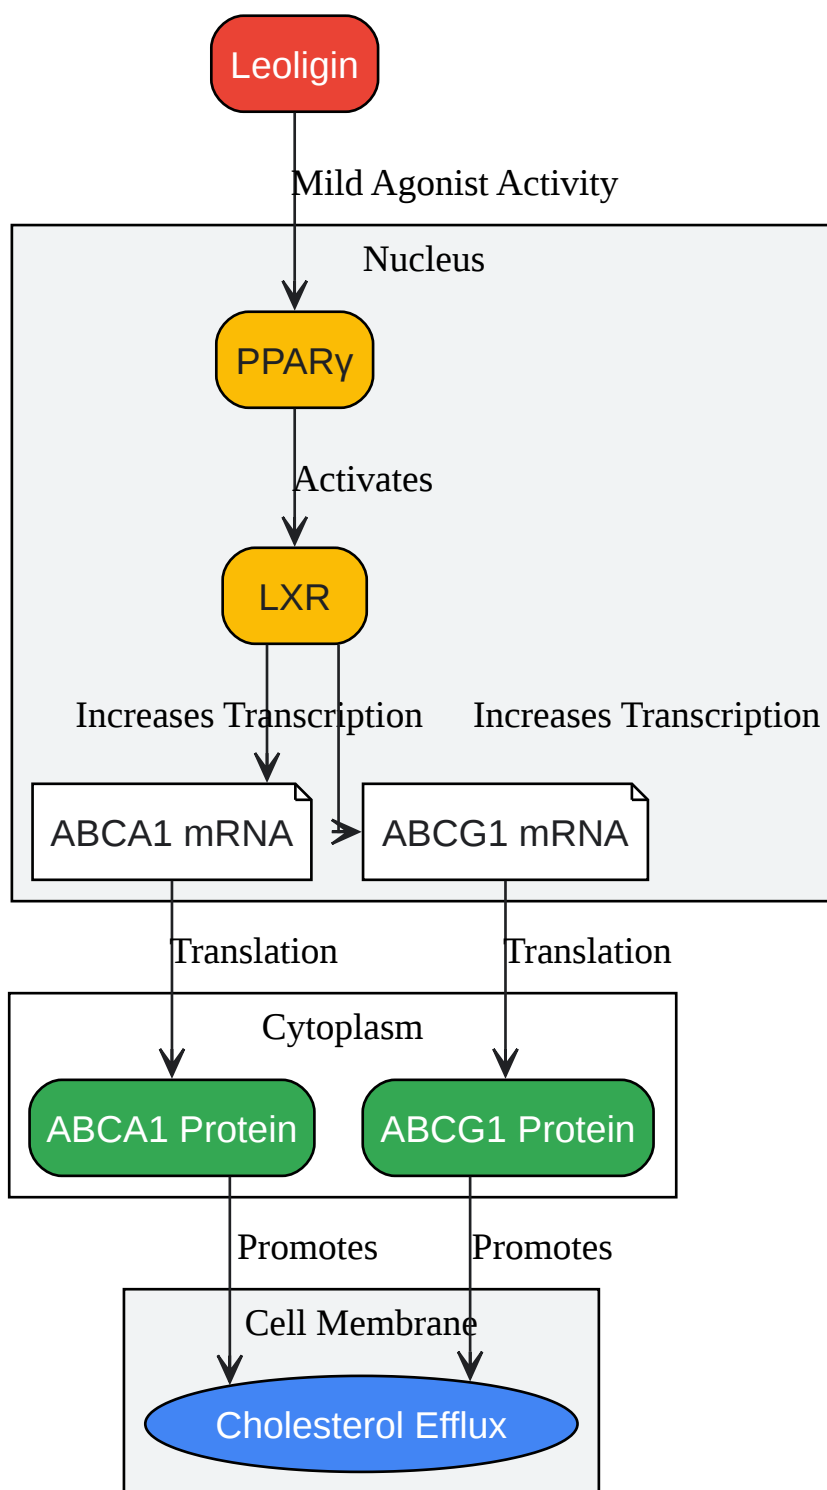 Leoligin
Mild Agonist Activity
Nucleus
PPARγ
Activates
LXR
Increases Transcription
Increases Transcription
ABCA1 mRNA
ABCG1 mRNA
Translation
Translation
Cytoplasm
ABCA1 Protein
ABCG1 Protein
Promotes
Promotes
Cell Membrane
Cholesterol Efflux